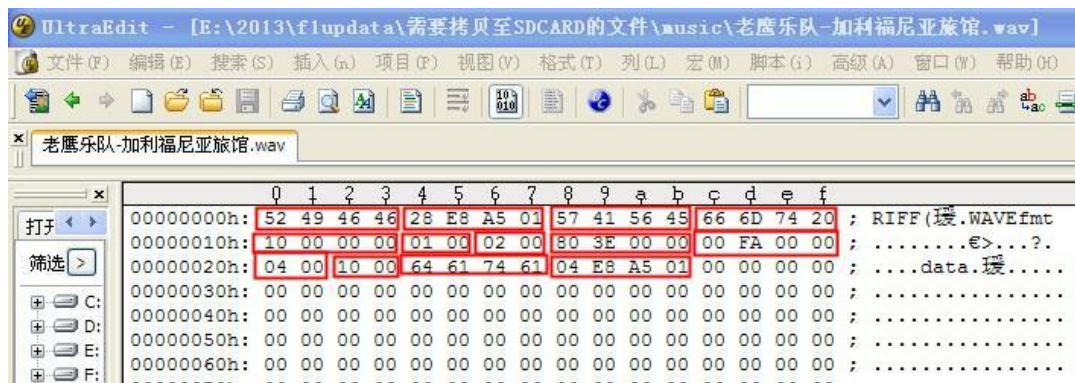 UltraEdit - [E:\2013\f1updata\需要拷贝至SDCARD的文件\music\老鹰乐队-加利福尼亚旅馆.wav]
文件(F) 编辑(E) 搜索(S) 插入(n) 项目(P) 视图(V) 格式(T) 列(L) 宏(M) 脚本(i) 高级(A) 窗口(W) 帮助(H)
老鹰乐队-加利福尼亚旅馆.wav
0 1 2 3 4 5 6 7 8 9 a b c d e f
打开
00000000h: 52 49 46 46 28 E8 A5 01 57 41 56 45 66 6D 74 20 ; RIFF(瑗.WAVEfmt
00000010h: 10 00 00 00 01 00 02 00 80 3E 00 00 00 FA 00 00 ; ........€>...?.
筛选
00000020h: 04 00 10 00 64 61 74 61 04 E8 A5 01 00 00 00 00 ; ....data.瑗.....
00000030h: 00 00 00 00 00 00 00 00 00 00 00 00 00 00 00 00 ; ................
C:
00000040h: 00 00 00 00 00 00 00 00 00 00 00 00 00 00 00 00 ; ................
D:
00000050h: 00 00 00 00 00 00 00 00 00 00 00 00 00 00 00 00 ; ................
E:
00000060h: 00 00 00 00 00 00 00 00 00 00 00 00 00 00 00 00 ; ................
F: